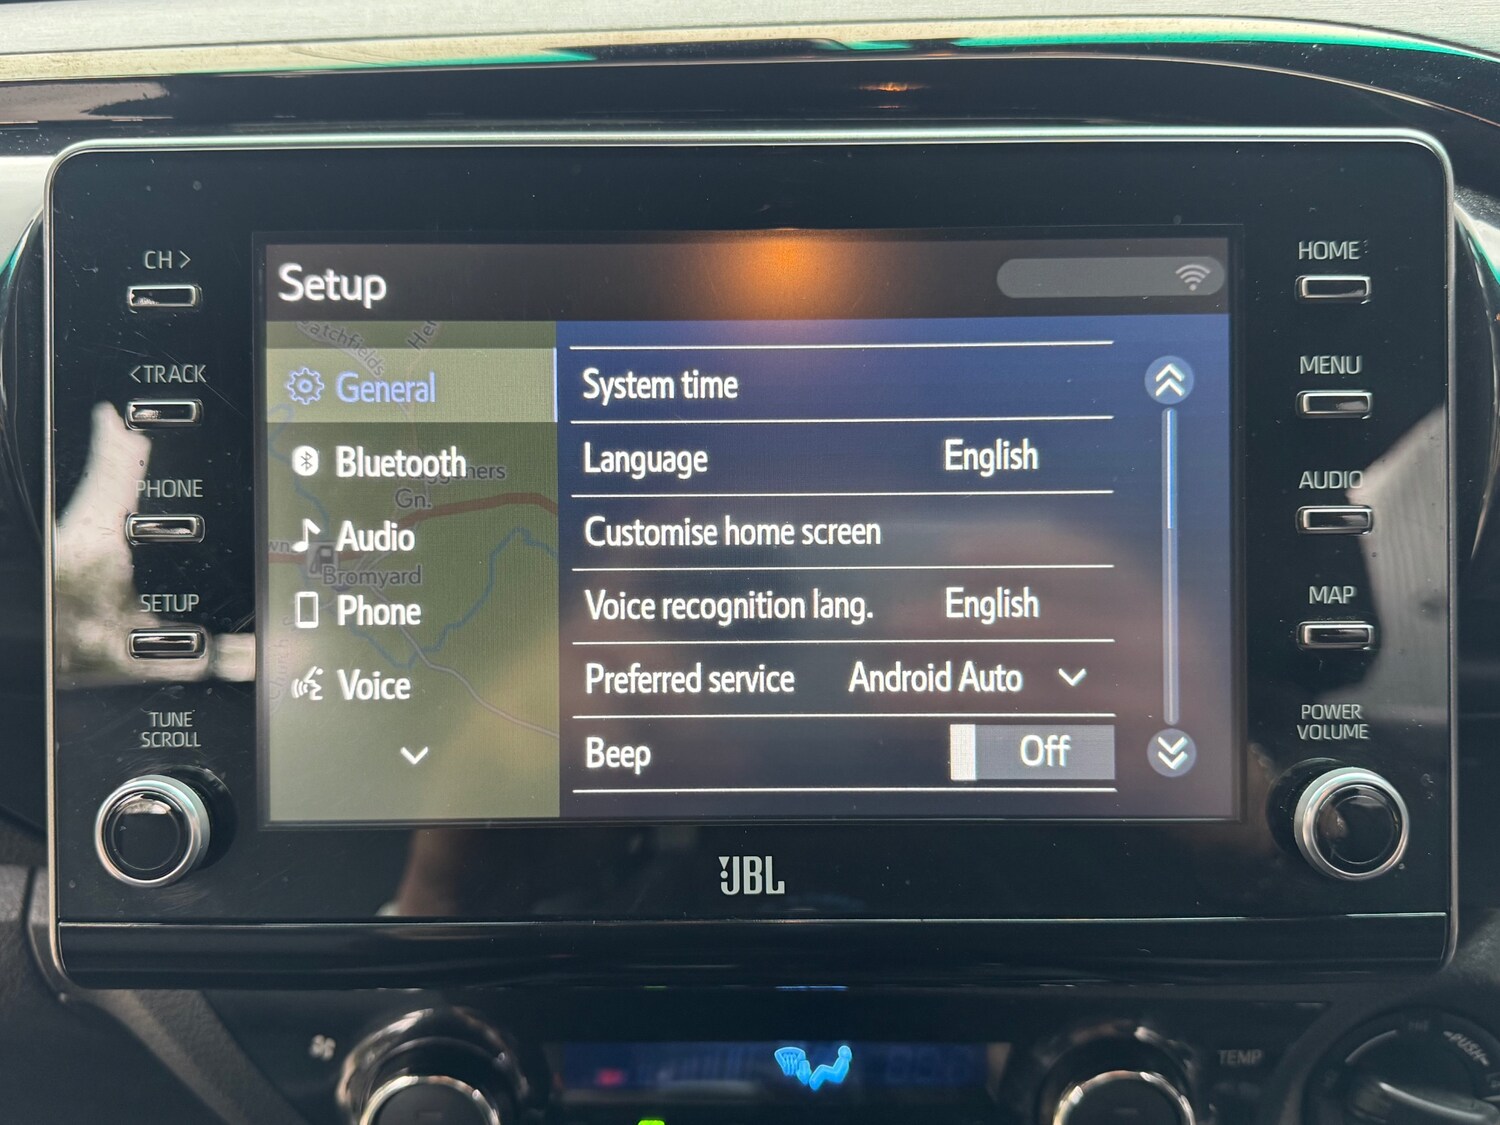 Setup
CH >
<TRACK
PHONE
SETUP
TUNE
SCROLL
General
Bluetooth
Audio
Phone
Voice
Gn.
Bromyard
System time
Language English
Customise home screen
Voice recognition lang. English
Preferred service Android Auto
Beep Off
HOME
MENU
AUDIO
MAP
POWER
VOLUME
JBL
TEMP
PUSH